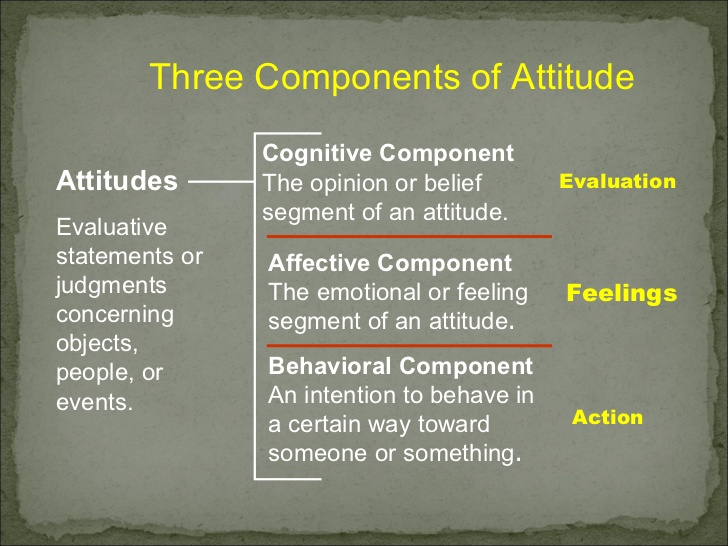 Three Components of Attitude
Attitudes
Evaluative
statements or
judgments
concerning
objects,
people, or
events.
Cognitive Component
The opinion or belief
segment of an attitude.
Evaluation
Affective Component
The emotional or feeling
segment of an attitude.
Feelings
Behavioral Component
An intention to behave in
a certain way toward
someone or something.
Action